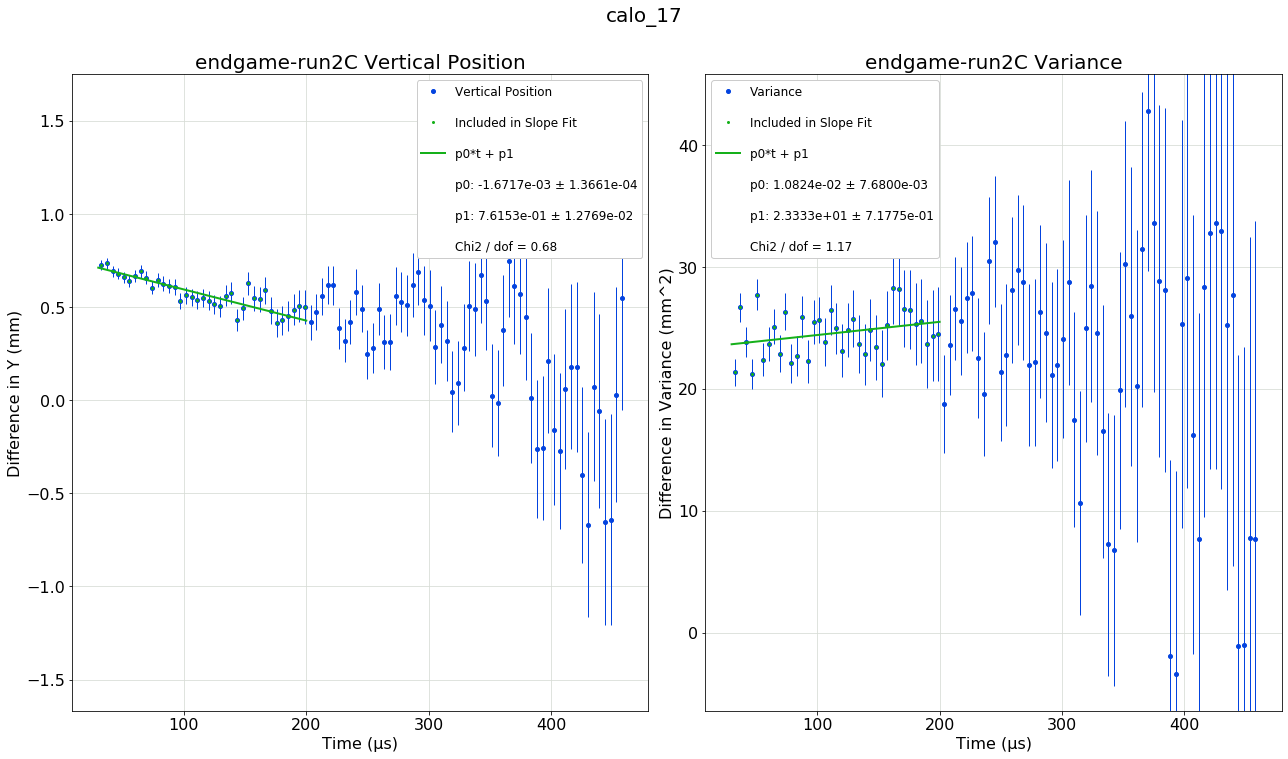 calo_17
endgame-run2C Vertical Position
1.5
1.0
0.5
0.0
−0.5
−1.0
−1.5
Difference in Y (mm)
100
200
300
400
Time (µs)
Vertical Position
Included in Slope Fit
p0*t + p1
p0: -1.6717e-03 ± 1.3661e-04
p1: 7.6153e-01 ± 1.2769e-02
Chi2 / dof = 0.68
endgame-run2C Variance
40
30
20
10
0
Difference in Variance (mm^2)
100
200
300
400
Time (µs)
Variance
Included in Slope Fit
p0*t + p1
p0: 1.0824e-02 ± 7.6800e-03
p1: 2.3333e+01 ± 7.1775e-01
Chi2 / dof = 1.17